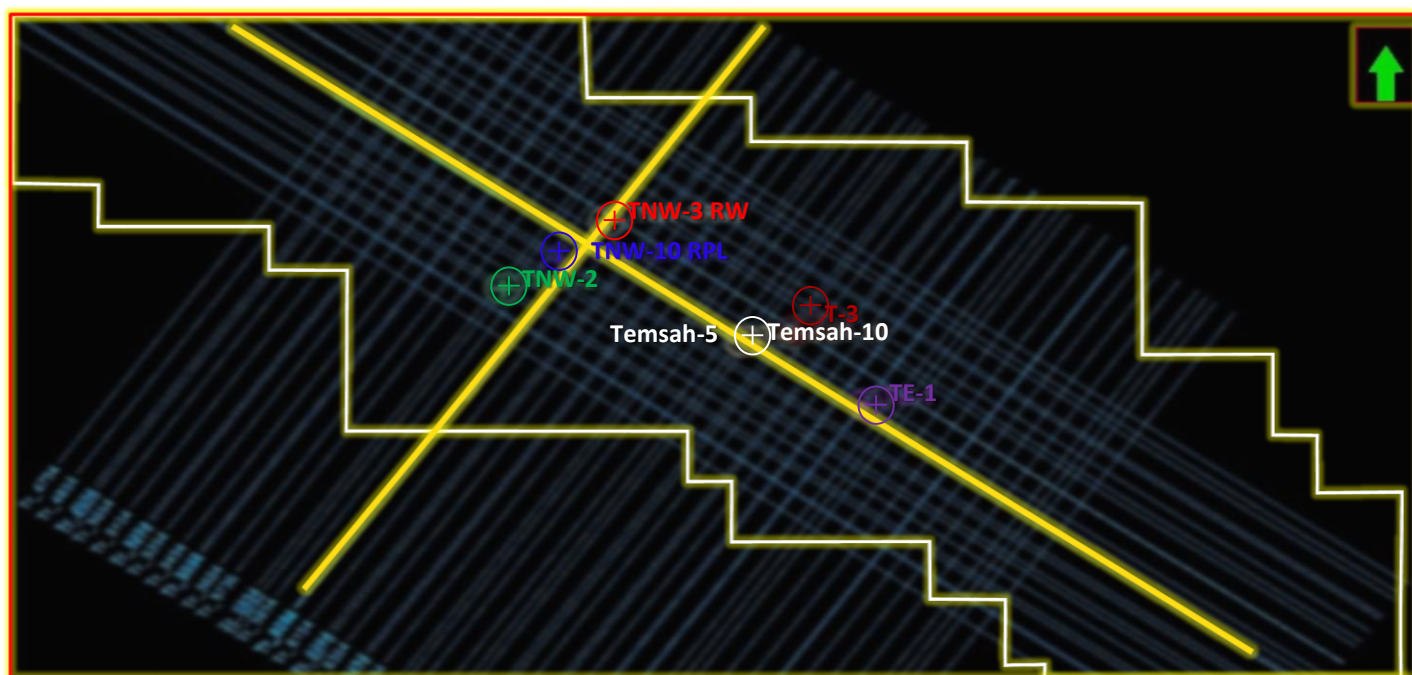 TNW-3 RW
TNW-10 RPL
TNW-2
T-3
Temsah-5
Temsah-10
TE-1